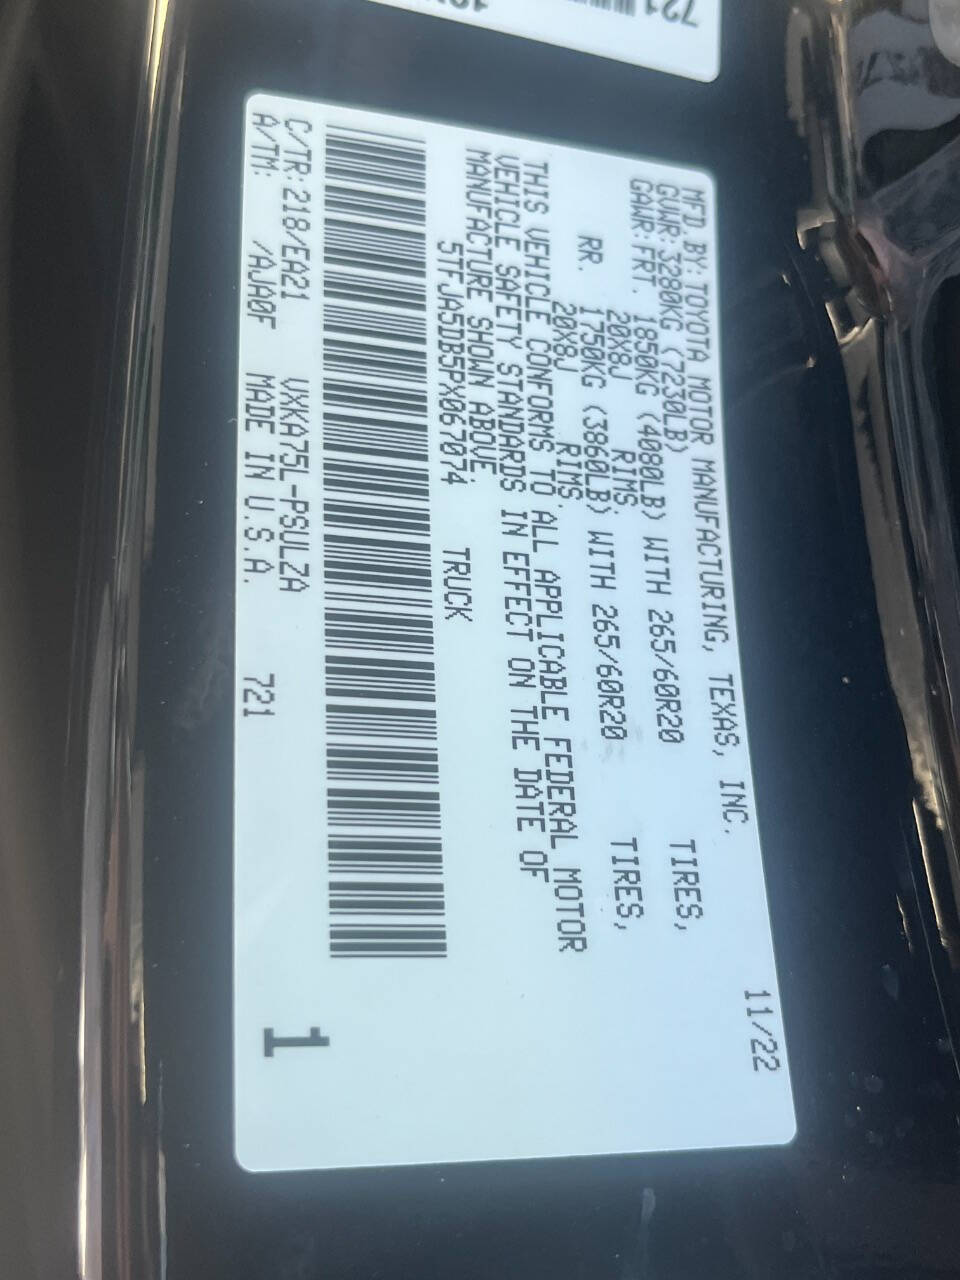 721
MFD. BY: TOYOTA MOTOR MANUFACTURING, TEXAS, INC. 11/22
GVWR: 3280KG (7230LB)
GAWR: FRT. 1850KG (4080LB) WITH 265/60R20 TIRES,
20X8J RIMS
RR. 1750KG (3860LB) WITH 265/60R20 TIRES,
20X8J RIMS.
THIS VEHICLE CONFORMS TO ALL APPLICABLE FEDERAL MOTOR
VEHICLE SAFETY STANDARDS IN EFFECT ON THE DATE OF
MANUFACTURE SHOWN ABOVE.
5TFJA5DB5PX067074 TRUCK
C/TR: 218/EA21 VXKA75L-PSULZA
A/TM: /AJA0F MADE IN U.S.A. 721
1